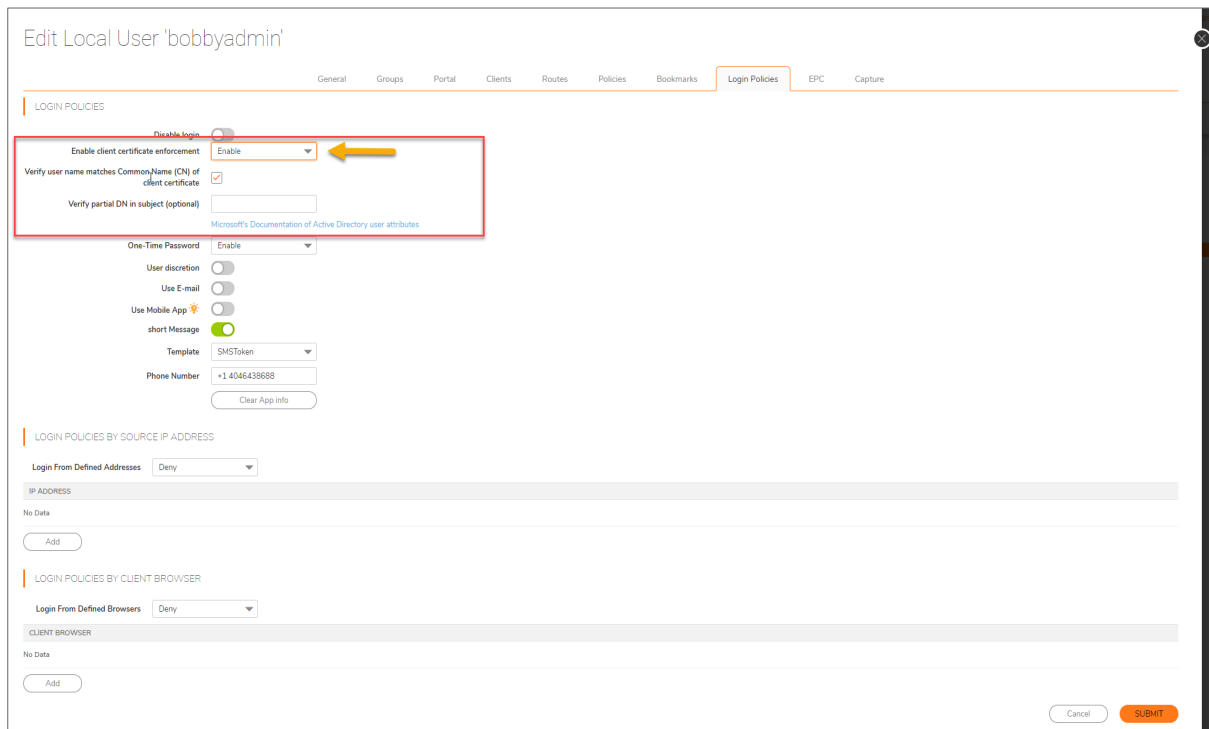 Edit Local User 'bobbyadmin'
General Groups Portal Clients Routes Policies Bookmarks Login Policies EPC Capture
LOGIN POLICIES
Disable login
Enable client certificate enforcement Enable
Verify user name matches Common Name (CN) of
client certificate
Verify partial DN in subject (optional)
Microsoft's Documentation of Active Directory user attributes
One-Time Password Enable
User discretion
Use E-mail
Use Mobile App
short Message
Template SMSToken
Phone Number +1 4046438688
Clear App info
LOGIN POLICIES BY SOURCE IP ADDRESS
Login From Defined Addresses Deny
IP ADDRESS
No Data
Add
LOGIN POLICIES BY CLIENT BROWSER
Login From Defined Browsers Deny
CLIENT BROWSER
No Data
Add
Cancel SUBMIT